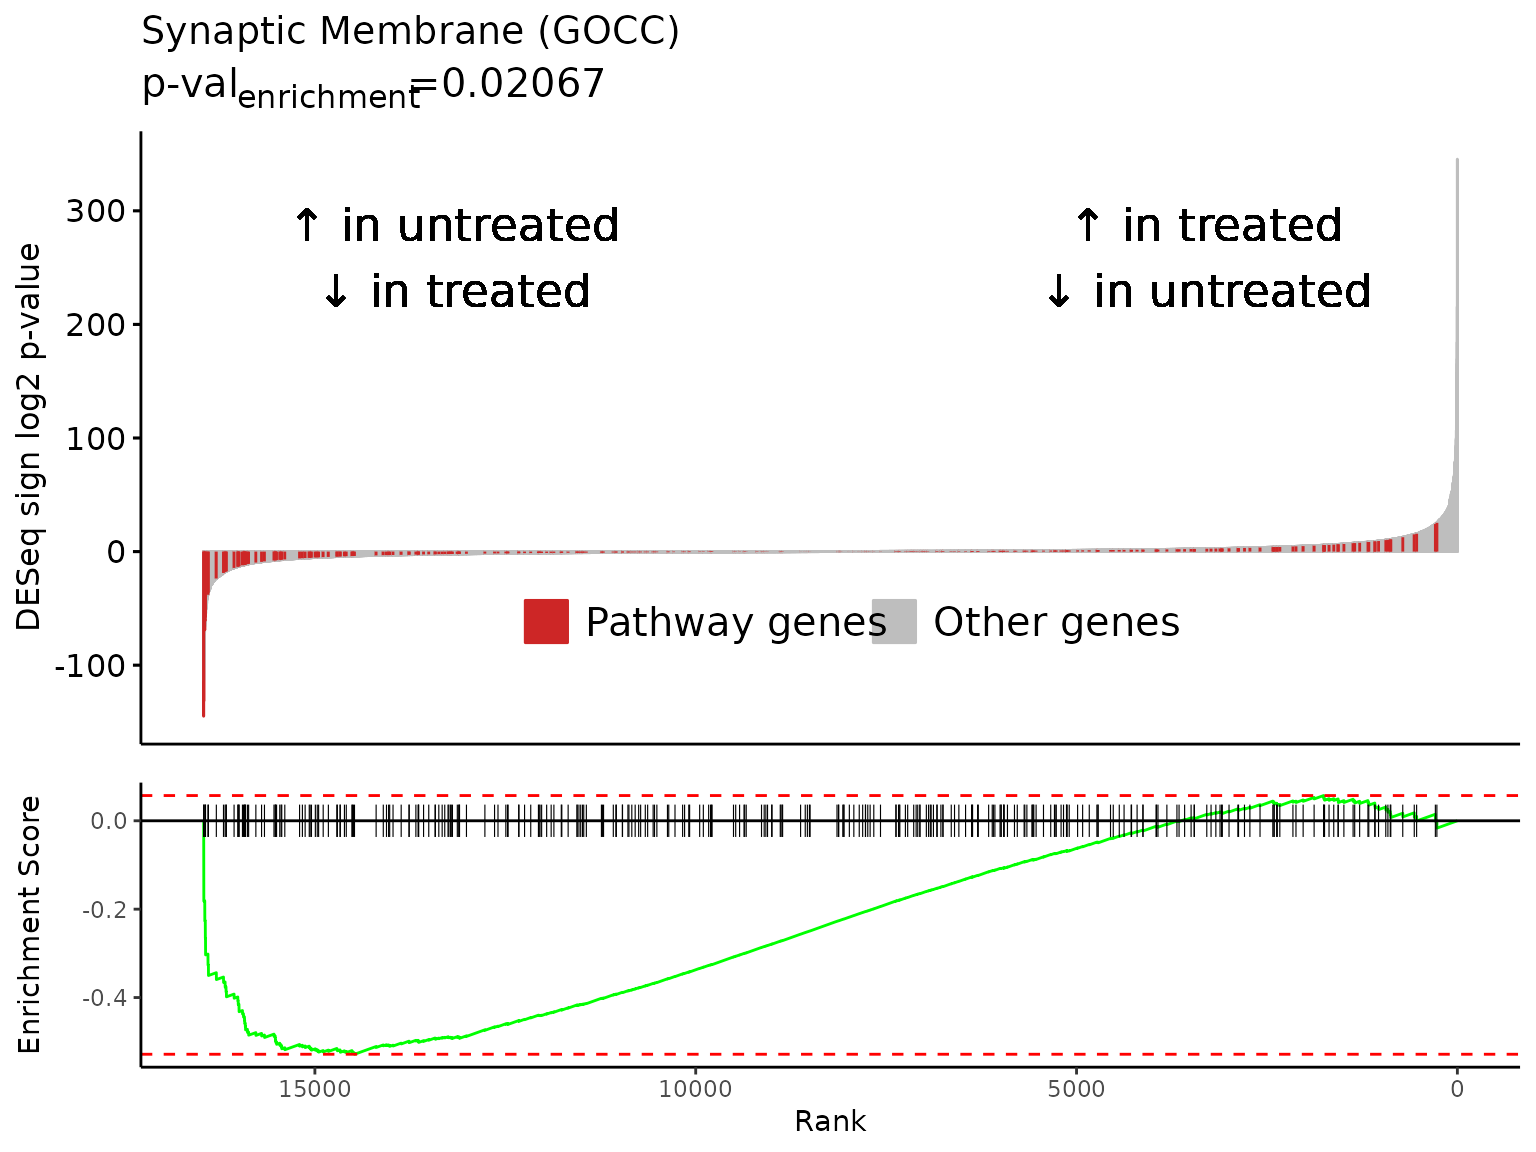 Synaptic Membrane (GOCC)
p-valenrichment=0.02067
DESeq sign log2 p-value
300
200
100
0
-100
↑ in untreated
↓ in treated
↑ in treated
↓ in untreated
Pathway genes
Other genes
Enrichment Score
0.0
-0.2
-0.4
15000
10000
5000
0
Rank